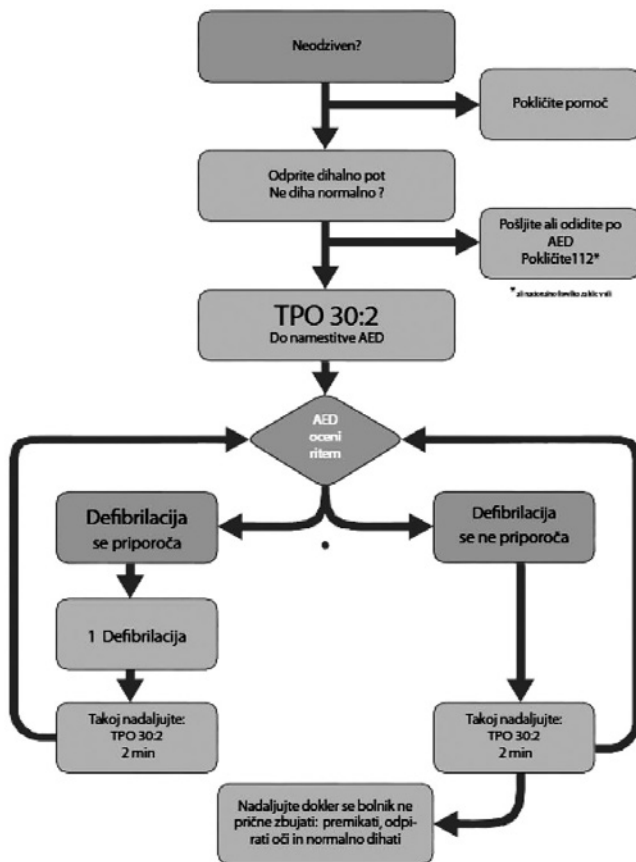 Neodziven?
Pokličite pomoč
Odprite dihalno pot
Ne diha normalno ?
Pošljite ali odidite po
AED
Pokličite112*
TPO 30:2
Do namestitve AED
AED
oceni
ritem
Defibrilacija
se priporoča
Defibrilacija
se ne priporoča
1 Defibrilacija
Takoj nadaljujte:
TPO 30:2
2 min
Takoj nadaljujte:
TPO 30:2
2 min
Nadaljujte dokler se bolnik ne
prične zbujati: premikati, odpi-
rati oči in normalno dihati